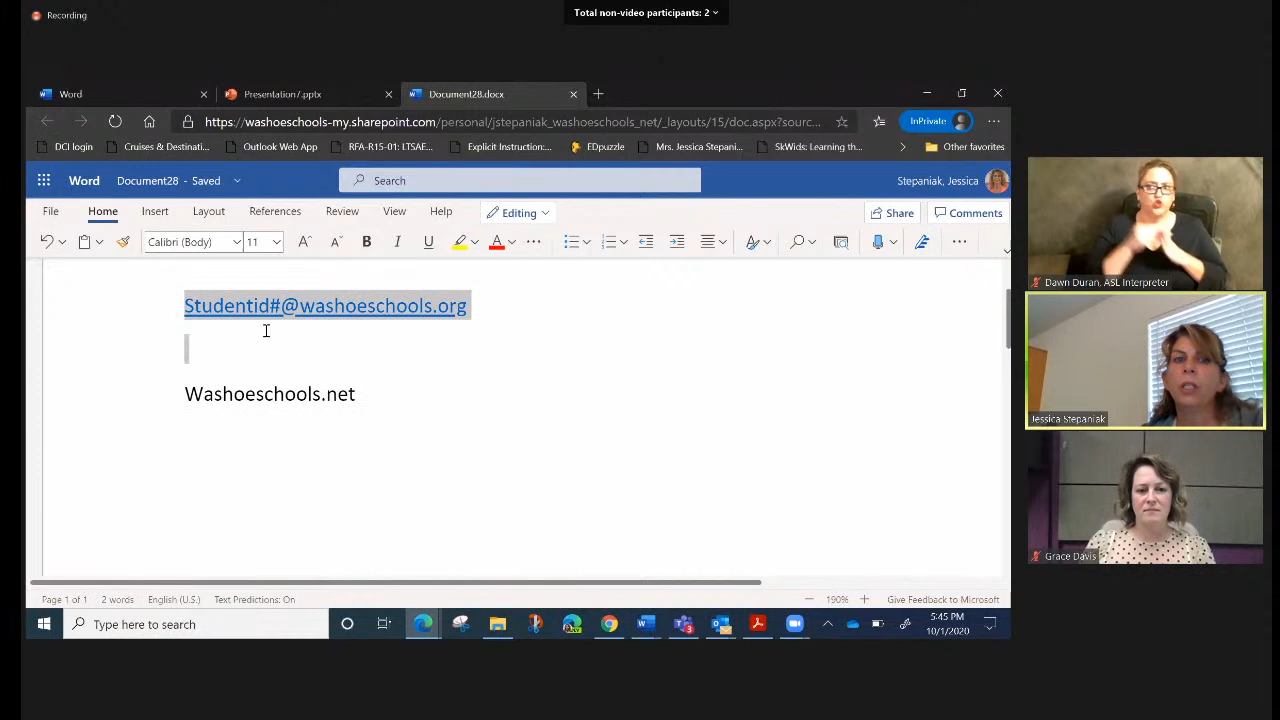 Recording
Total non-video participants: 2
Word
Presentation7.pptx
Document28.docx
https://washoeschools-my.sharepoint.com/personal/jstepaniak_washoeschools_net/_layouts/15/doc.aspx?sourc...
InPrivate
DCI login
Cruises & Destinati...
Outlook Web App
RFA-R15-01: LTSAE...
Explicit Instruction:...
EDpuzzle
Mrs. Jessica Stepani...
SkWids: Learning th...
Other favorites
Word
Document28 - Saved
Search
Stepaniak, Jessica
File
Home
Insert
Layout
References
Review
View
Help
Editing
Share
Comments
Calibri (Body)
11
Studentid#@washoeschools.org
Washoeschools.net
Dawn Duran, ASL Interpreter
Jessica Stepaniak
Grace Davis
Page 1 of 1
2 words
English (U.S.)
Text Predictions: On
190%
Give Feedback to Microsoft
Type here to search
5:45 PM
10/1/2020